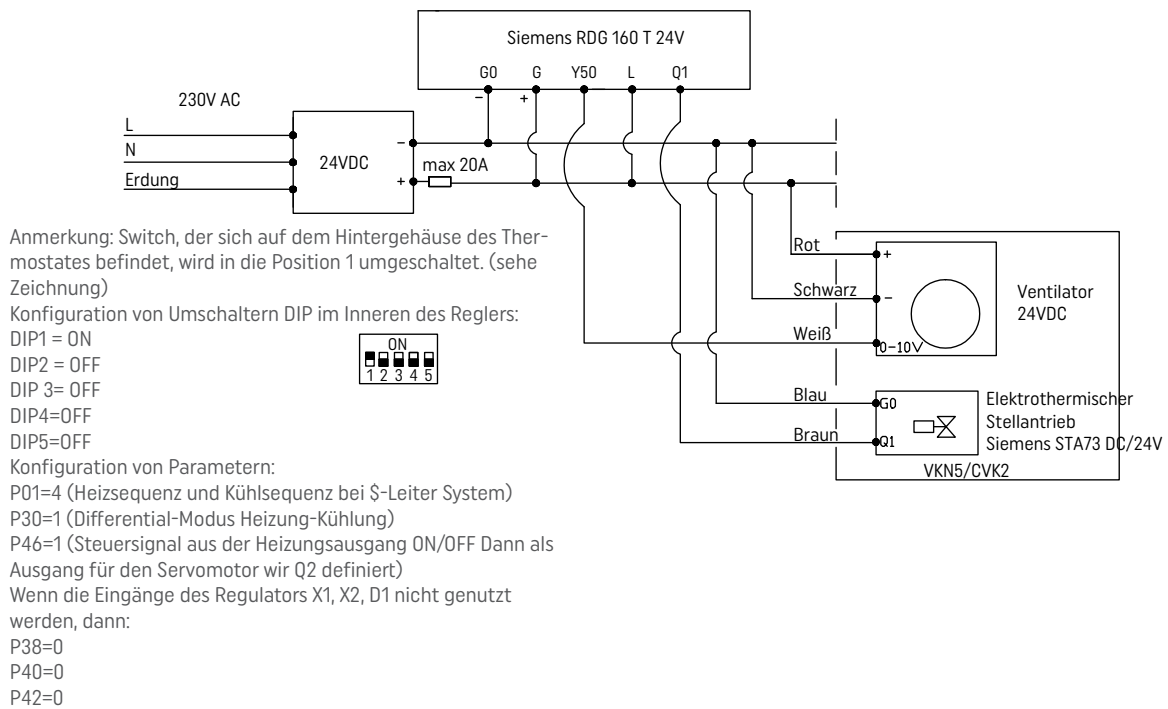 Siemens RDG 160 T 24V
G0 G Y50 L Q1
− +
230V AC
L
N
Erdung
24VDC
−
+
max 20A
Anmerkung: Switch, der sich auf dem Hintergehäuse des Ther-
mostates befindet, wird in die Position 1 umgeschaltet. (sehe
Zeichnung)
Konfiguration von Umschaltern DIP im Inneren des Reglers:
DIP1 = ON
DIP2 = OFF
DIP 3= OFF
DIP4=OFF
DIP5=OFF
ON
1 2 3 4 5
Konfiguration von Parametern:
P01=4 (Heizsequenz und Kühlsequenz bei $-Leiter System)
P30=1 (Differential-Modus Heizung-Kühlung)
P46=1 (Steuersignal aus der Heizungsausgang ON/OFF Dann als
Ausgang für den Servomotor wir Q2 definiert)
Wenn die Eingänge des Regulators X1, X2, D1 nicht genutzt
werden, dann:
P38=0
P40=0
P42=0
Rot
+
Schwarz
−
Weiß
0-10V
Ventilator
24VDC
Blau
G0
Braun
Q1
Elektrothermischer
Stellantrieb
Siemens STA73 DC/24V
VKN5/CVK2